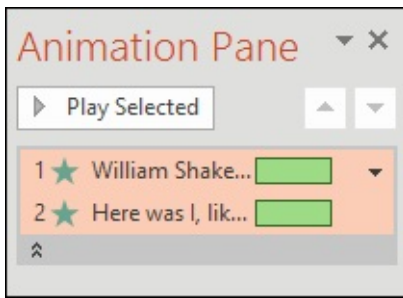 Animation Pane
Play Selected
1 William Shake...
2 Here was I, lik...